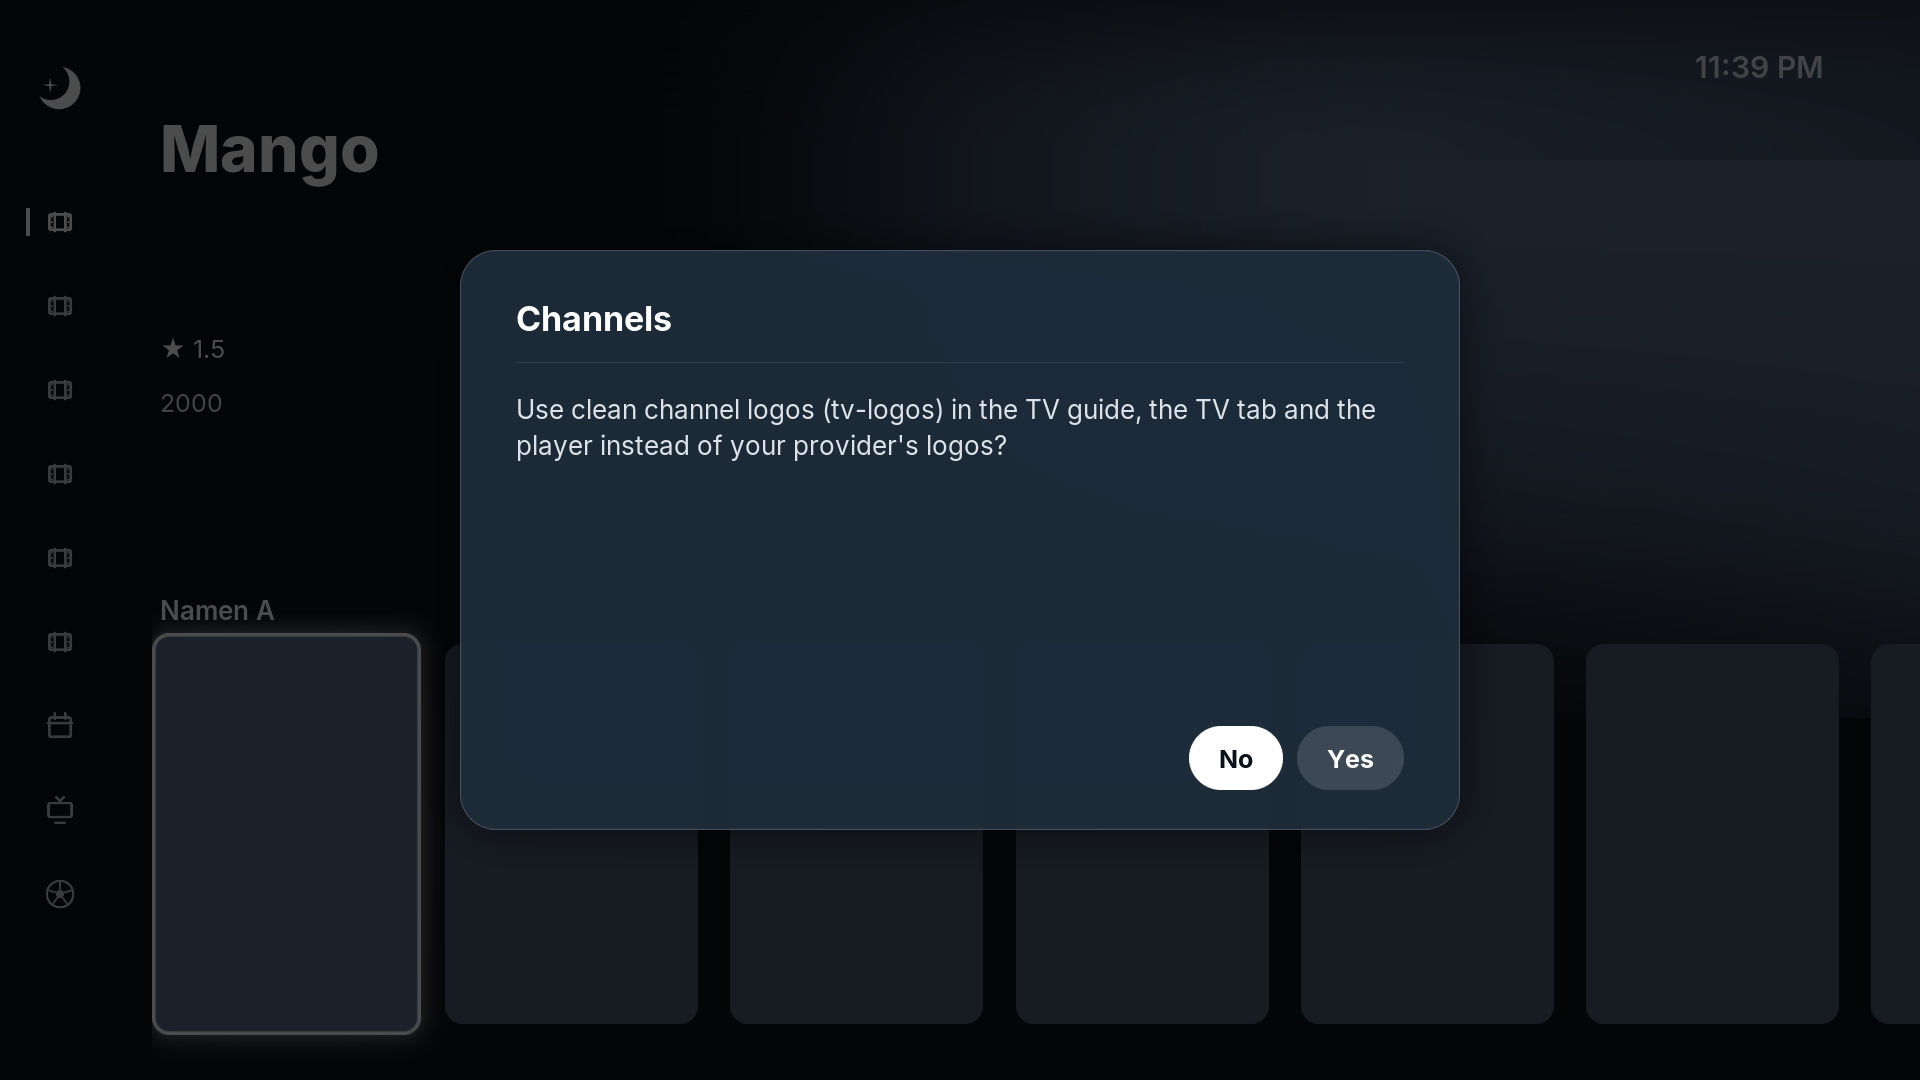 11:39 PM
Mango
★ 1.5
2000
Namen A
Channels
Use clean channel logos (tv-logos) in the TV guide, the TV tab and the
player instead of your provider's logos?
No
Yes